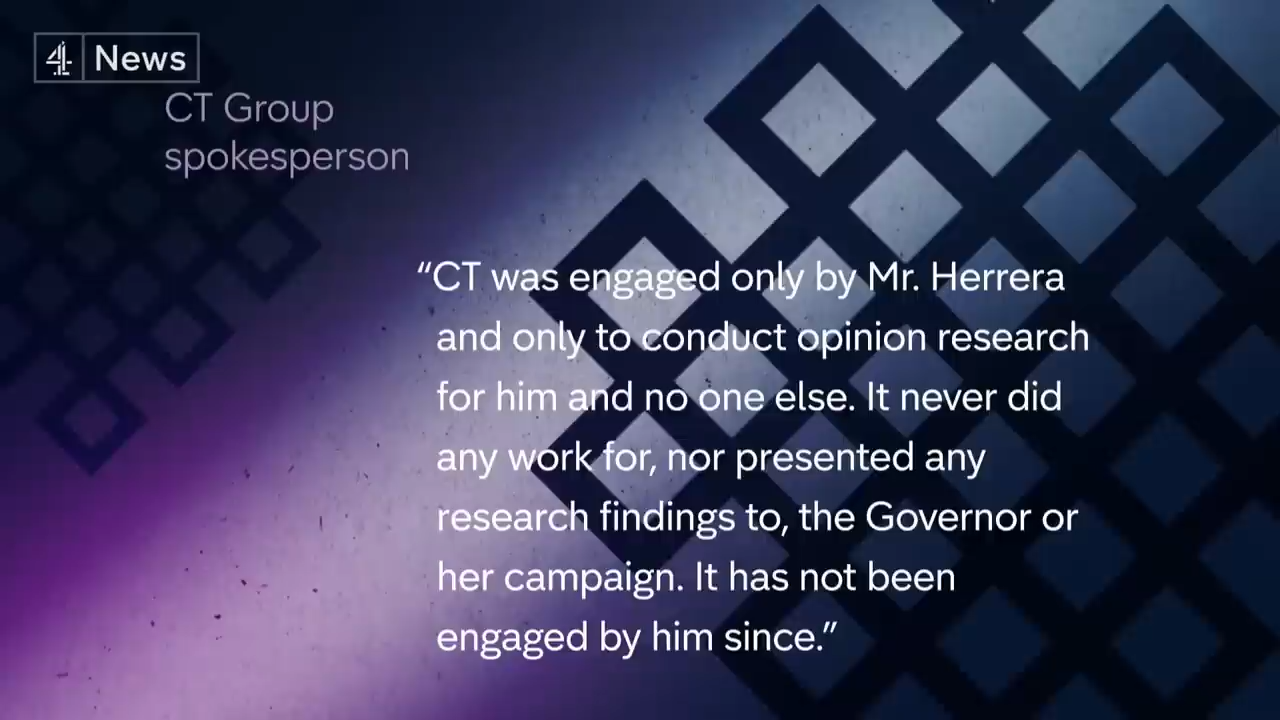 4 News
CT Group
spokesperson
“CT was engaged only by Mr. Herrera
and only to conduct opinion research
for him and no one else. It never did
any work for, nor presented any
research findings to, the Governor or
her campaign. It has not been
engaged by him since.”